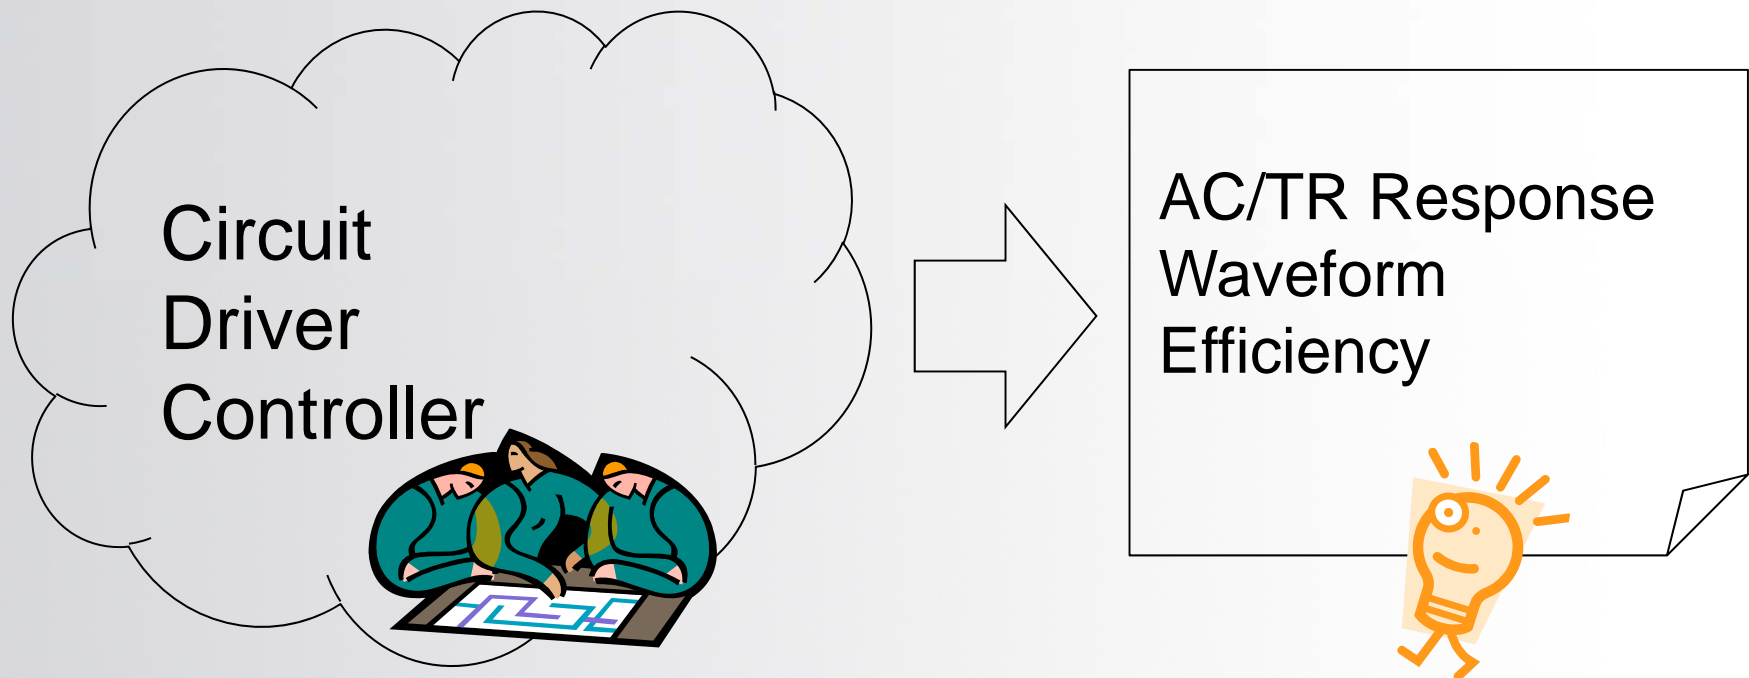 Circuit
Driver
Controller
AC/TR Response
Waveform
Efficiency